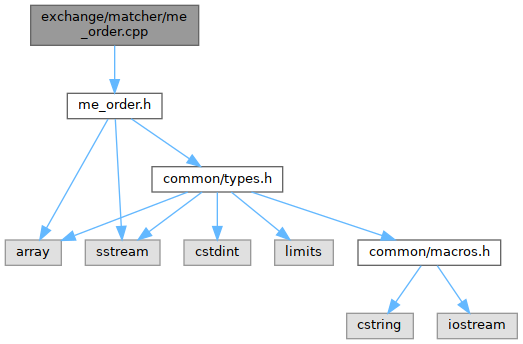 exchange/matcher/me
_order.cpp
me_order.h
common/types.h
array
sstream
cstdint
limits
common/macros.h
cstring
iostream